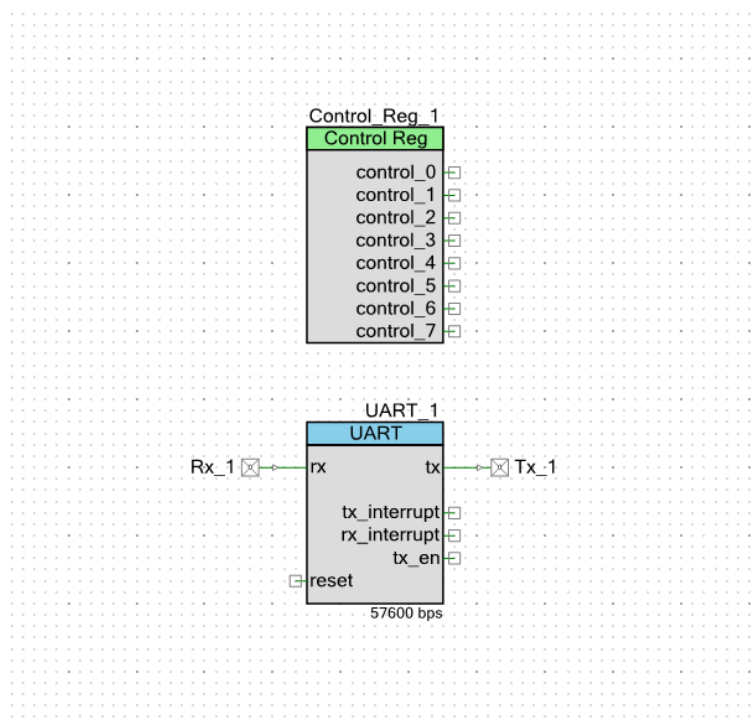 Control_Reg_1
Control Reg
control_0
control_1
control_2
control_3
control_4
control_5
control_6
control_7
UART_1
UART
Rx_1 rx tx Tx_1
tx_interrupt
rx_interrupt
tx_en
reset
57600 bps